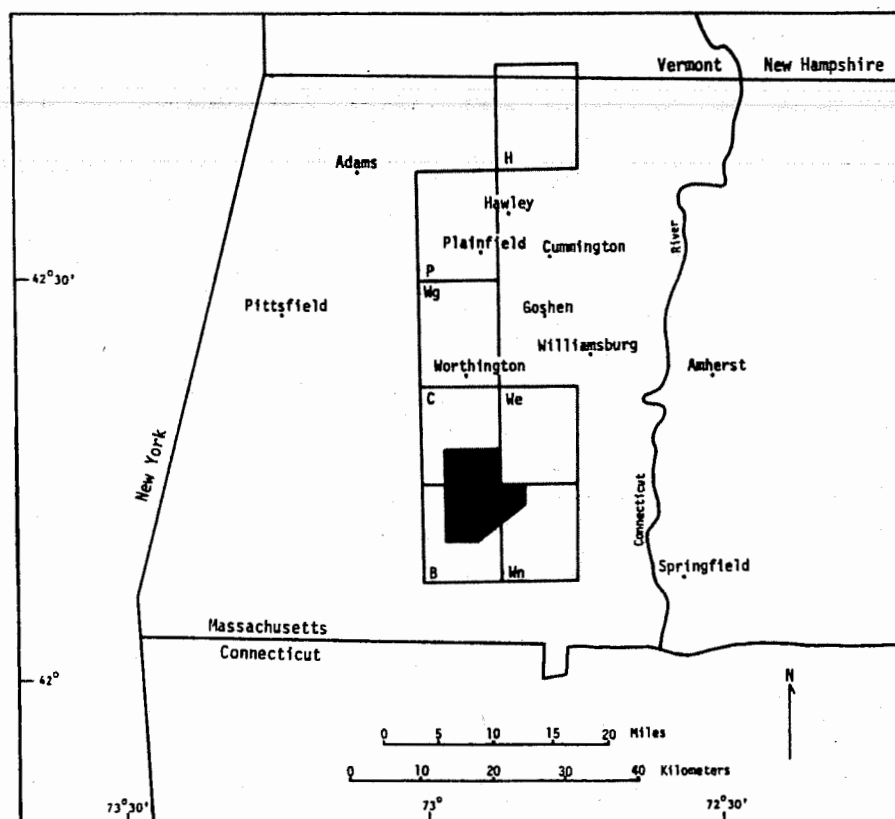 Vermont New Hampshire
H
Adams
Hawley
Plainfield
Cummington
River
P
42°30'
Wg
Pittsfield
Goshen
Williamsburg
Worthington
Amherst
C
We
New York
Connecticut
B
Wn
Springfield
Massachusetts
Connecticut
42°
N
0 5 10 15 20 Miles
0 10 20 30 40 Kilometers
73°30'
73°
72°30'